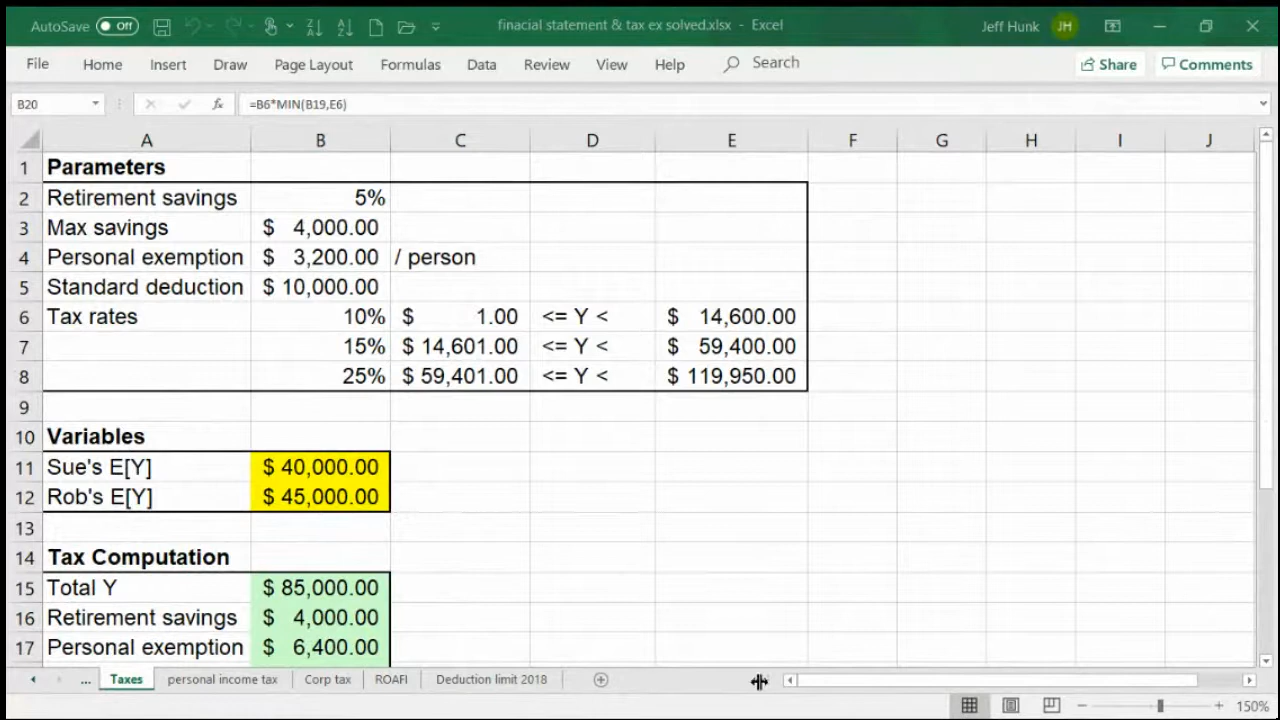 AutoSave Off finacial statement & tax ex solved.xlsx - Excel Jeff Hunk JH
File Home Insert Draw Page Layout Formulas Data Review View Help Search Share Comments
B20 fx =B6*MIN(B19,E6)
A B C D E F G H I J
1 Parameters
2 Retirement savings 5%
3 Max savings $ 4,000.00
4 Personal exemption $ 3,200.00 / person
5 Standard deduction $ 10,000.00
6 Tax rates 10% $ 1.00 <= Y < $ 14,600.00
7 15% $ 14,601.00 <= Y < $ 59,400.00
8 25% $ 59,401.00 <= Y < $ 119,950.00
9
10 Variables
11 Sue's E[Y] $ 40,000.00
12 Rob's E[Y] $ 45,000.00
13
14 Tax Computation
15 Total Y $ 85,000.00
16 Retirement savings $ 4,000.00
17 Personal exemption $ 6,400.00
... Taxes personal income tax Corp tax ROAFI Deduction limit 2018
150%